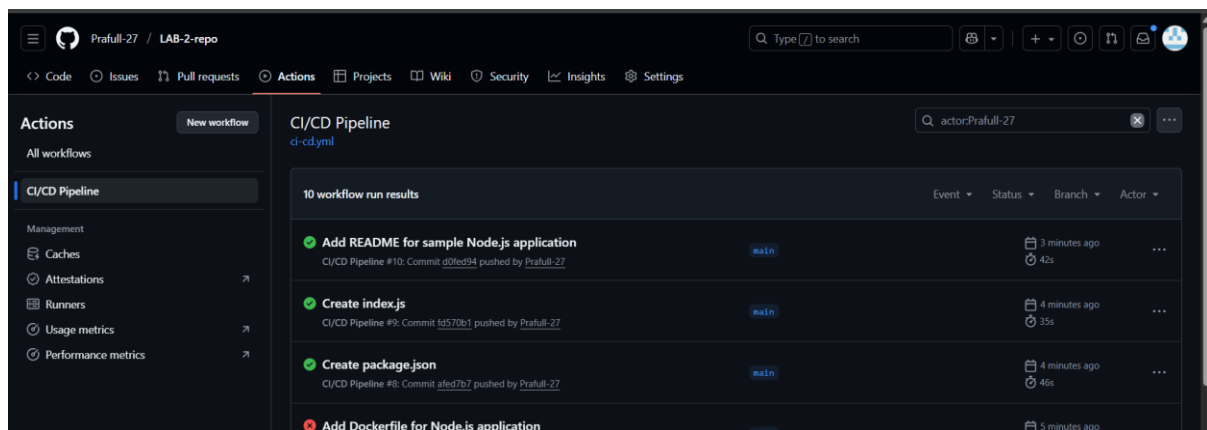 Prafull-27 / LAB-2-repo
Type / to search
Code
Issues
Pull requests
Actions
Projects
Wiki
Security
Insights
Settings
Actions
New workflow
All workflows
CI/CD Pipeline
Management
Caches
Attestations
Runners
Usage metrics
Performance metrics
CI/CD Pipeline
ci-cd.yml
actor:Prafull-27
10 workflow run results
Event
Status
Branch
Actor
Add README for sample Node.js application
CI/CD Pipeline #10: Commit d0fed94 pushed by Prafull-27
main
3 minutes ago
42s
Create index.js
CI/CD Pipeline #9: Commit fd570b1 pushed by Prafull-27
main
4 minutes ago
35s
Create package.json
CI/CD Pipeline #8: Commit afed7b7 pushed by Prafull-27
main
4 minutes ago
46s
Add Dockerfile for Node.js application
5 minutes ago